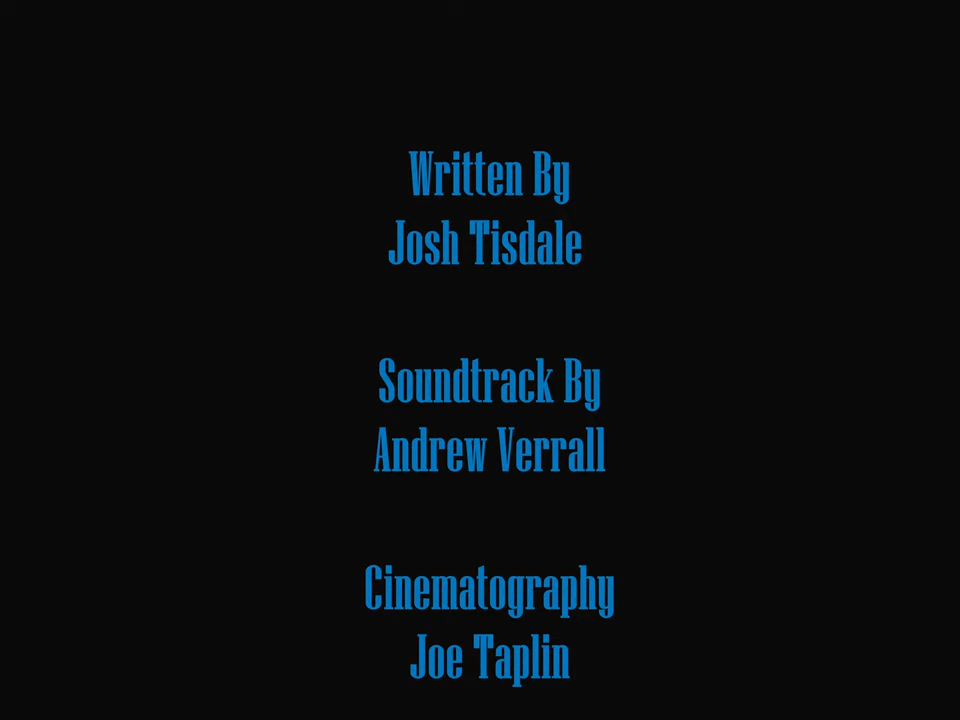 Written By
Josh Tisdale
Soundtrack By
Andrew Verrall
Cinematography
Joe Taplin